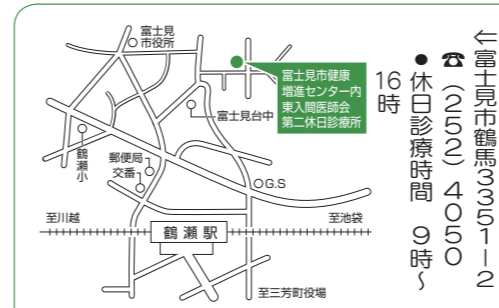 ⇐富士見市鶴馬3351−2
☎（252）4050
●休日診療時間　9時～
16時
富士見
市役所
富士見市健康
増進センター内
東入間医師会
第二休日診療所
富士見台中
鶴瀬小
郵便局
交番
G.S
至川越
至池袋
鶴瀬駅
至三芳町役場